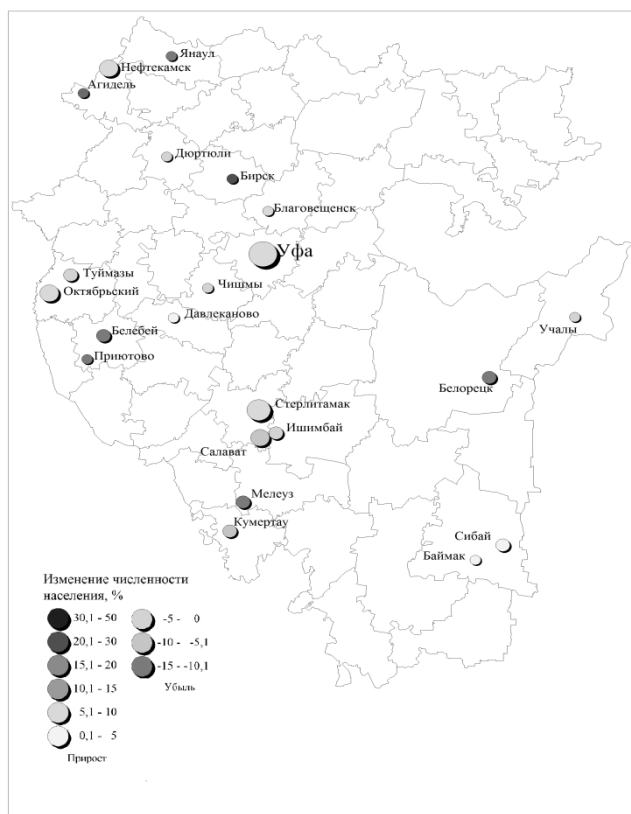 Янаул
Нефтекамск
Агидель
Дюртюли
Бирск
Благовещенск
Уфа
Туймазы
Октябрьский
Чишмы
Давлеканово
Учалы
Белебей
Приютово
Белорецк
Стерлитамак
Ишимбай
Салават
Мелеуз
Кумертау
Сибай
Баймак
Изменение численности
населения, %
30,1 - 50
20,1 - 30
15,1 - 20
10,1 - 15
5,1 - 10
0,1 - 5
Прирост
-5 - 0
-10 - -5,1
-15 - -10,1
Убыль